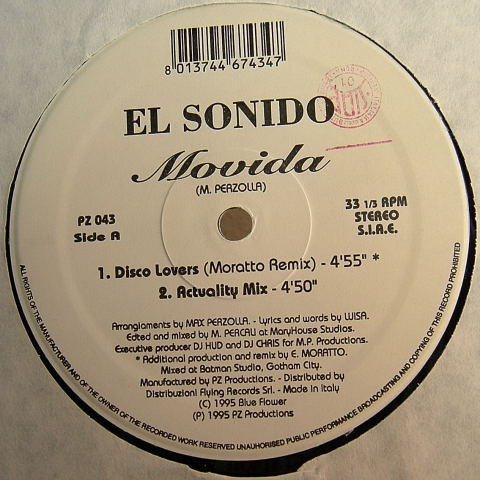 8 013744 674347
EL SONIDO
Movida
(M. PERZOLLA)
PZ 043
Side A
33 1/3 RPM
STEREO
S.I.A.E.
1. Disco Lovers (Moratto Remix) - 4'55" *
2. Actuality Mix - 4'50"
Arrangiaments by MAX PERZOLLA. - Lyrics and words by LUISA.
Edted and mixed by M. PERCALI at MaryHouse Studios.
Executive producer DJ HUD and DJ CHRIS for M.P. Productions.
* Additional production and remix by E. MORATTO.
Mixed at Batman Studio, Gotham City.
Manufactured by PZ Productions. - Distributed by
Distribuzioni Flying Records Srl - Made in Italy
(C) 1995 Blue Flower
(P) 1995 PZ Productions
ALL RIGHTS OF THE MANUFACTURER AND OF THE OWNER OF THE RECORDED WORK RESERVED UNAUTHORISED PUBLIC PERFORMANCE BROADCASTING AND COPYING OF THIS RECORD PROHIBITED